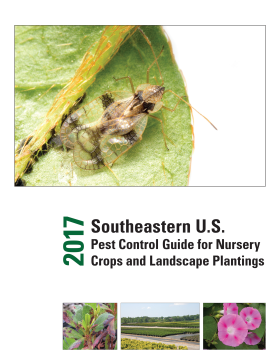 2017
Southeastern U.S.
Pest Control Guide for Nursery
Crops and Landscape Plantings